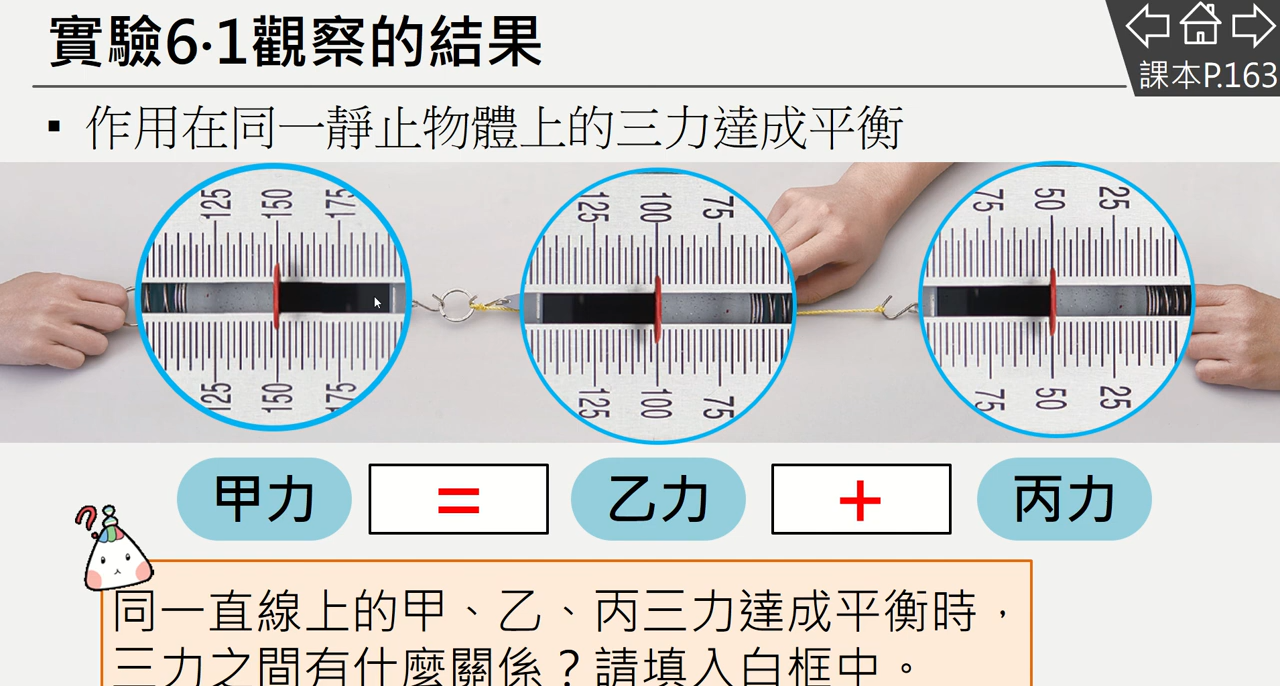 實驗6‧1觀察的結果
課本P.163
▪ 作用在同一靜止物體上的三力達成平衡
125 150 175
125 100 75
75 50 25
125 150 175
125 100 75
75 50 25
甲力 = 乙力 + 丙力
?
同一直線上的甲、乙、丙三力達成平衡時，
三力之間有什麼關係？請填入白框中。